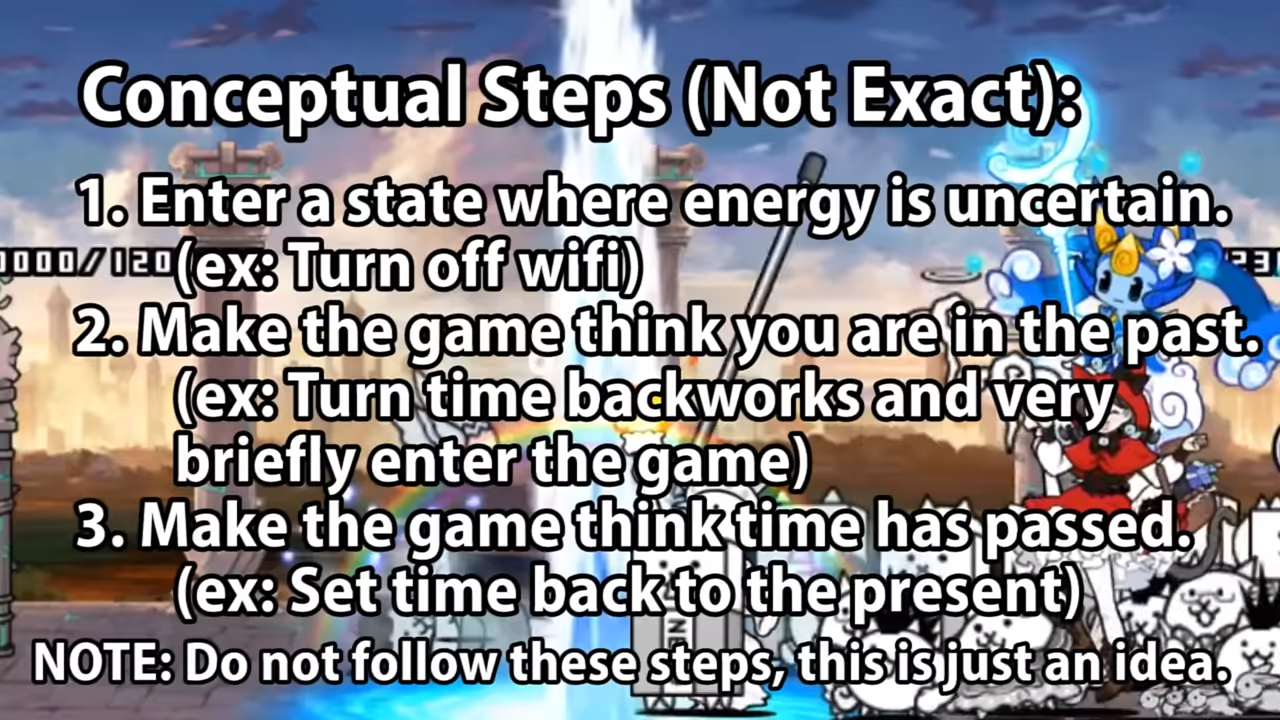 Conceptual Steps (Not Exact):
1. Enter a state where energy is uncertain.
(ex: Turn off wifi)
0000/120
231
2. Make the game think you are in the past.
(ex: Turn time backworks and very
briefly enter the game)
3. Make the game think time has passed.
(ex: Set time back to the present)
NOTE: Do not follow these steps, this is just an idea.